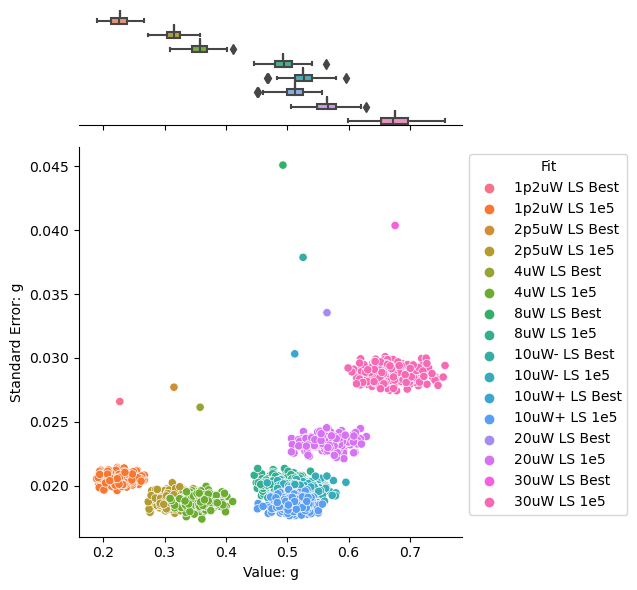 0.045
0.040
0.035
0.030
0.025
0.020
Standard Error: g
0.2 0.3 0.4 0.5 0.6 0.7
Value: g
Fit
1p2uW LS Best
1p2uW LS 1e5
2p5uW LS Best
2p5uW LS 1e5
4uW LS Best
4uW LS 1e5
8uW LS Best
8uW LS 1e5
10uW- LS Best
10uW- LS 1e5
10uW+ LS Best
10uW+ LS 1e5
20uW LS Best
20uW LS 1e5
30uW LS Best
30uW LS 1e5